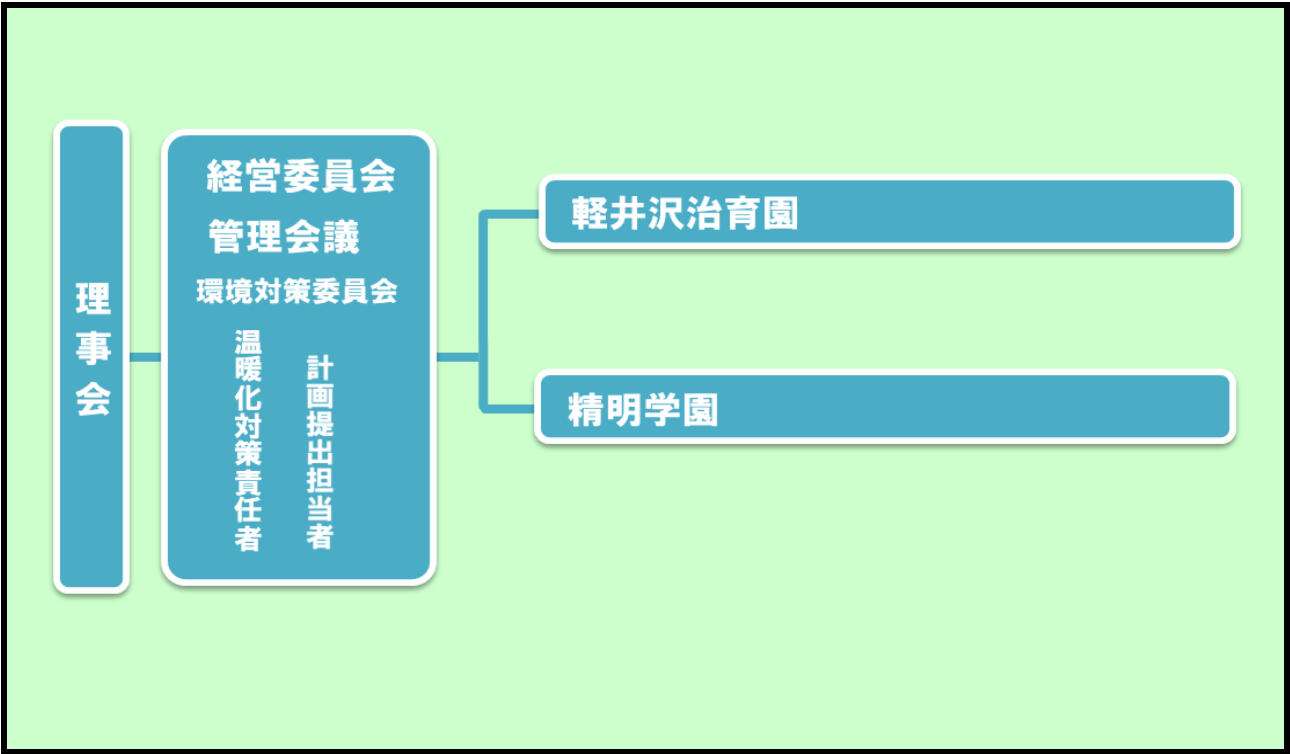 理事会
経営委員会
管理会議
環境対策委員会
温暖化対策責任者
計画提出担当者
軽井沢治育園
精明学園